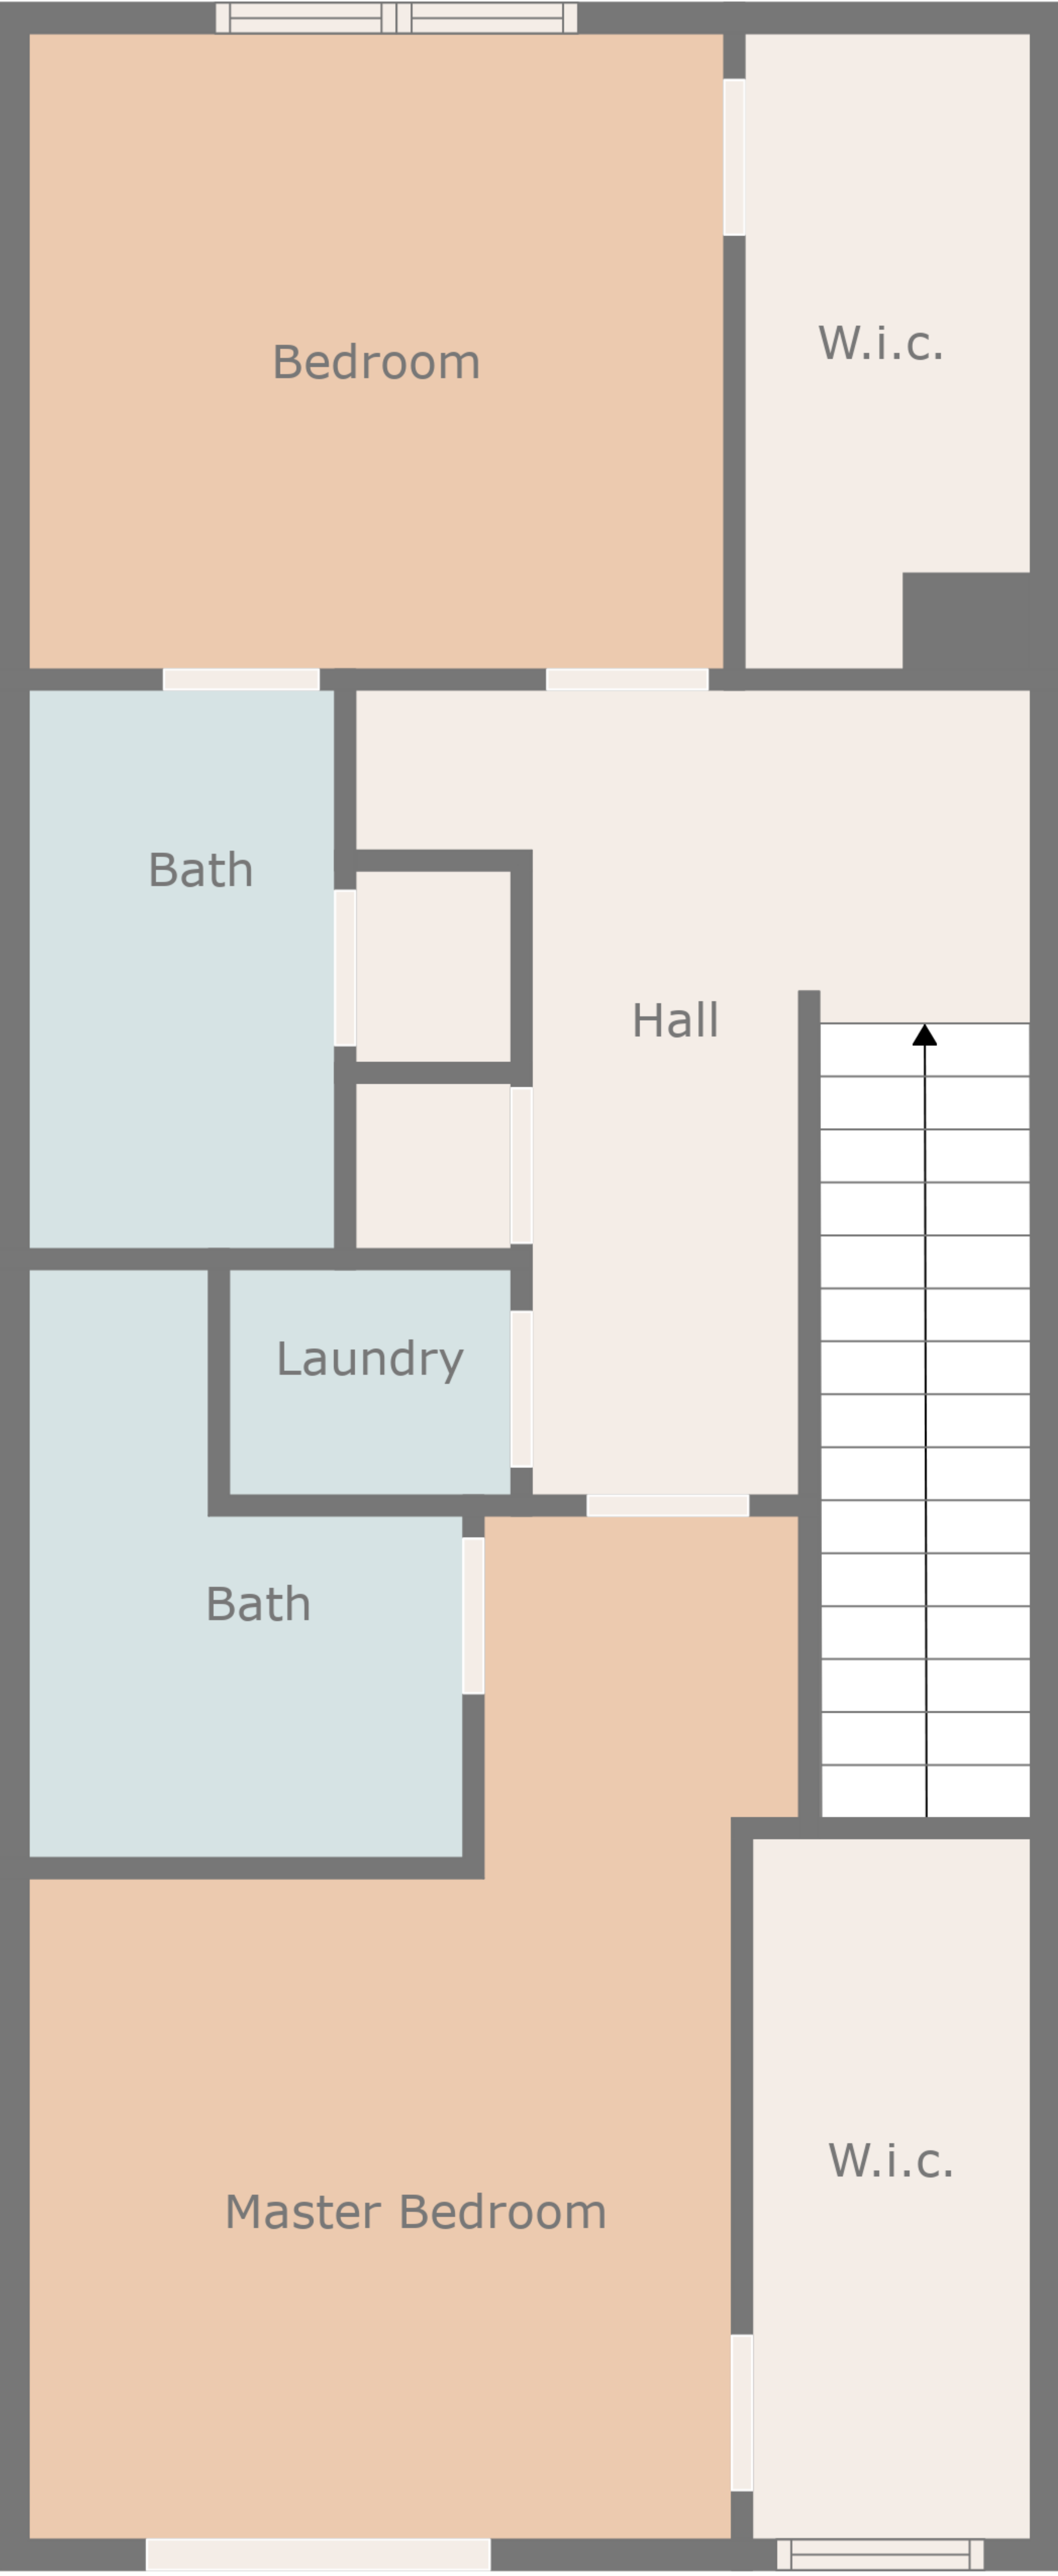 W.i.c.
Bedroom
Bath
Hall
Laundry
Bath
W.i.c.
Master Bedroom